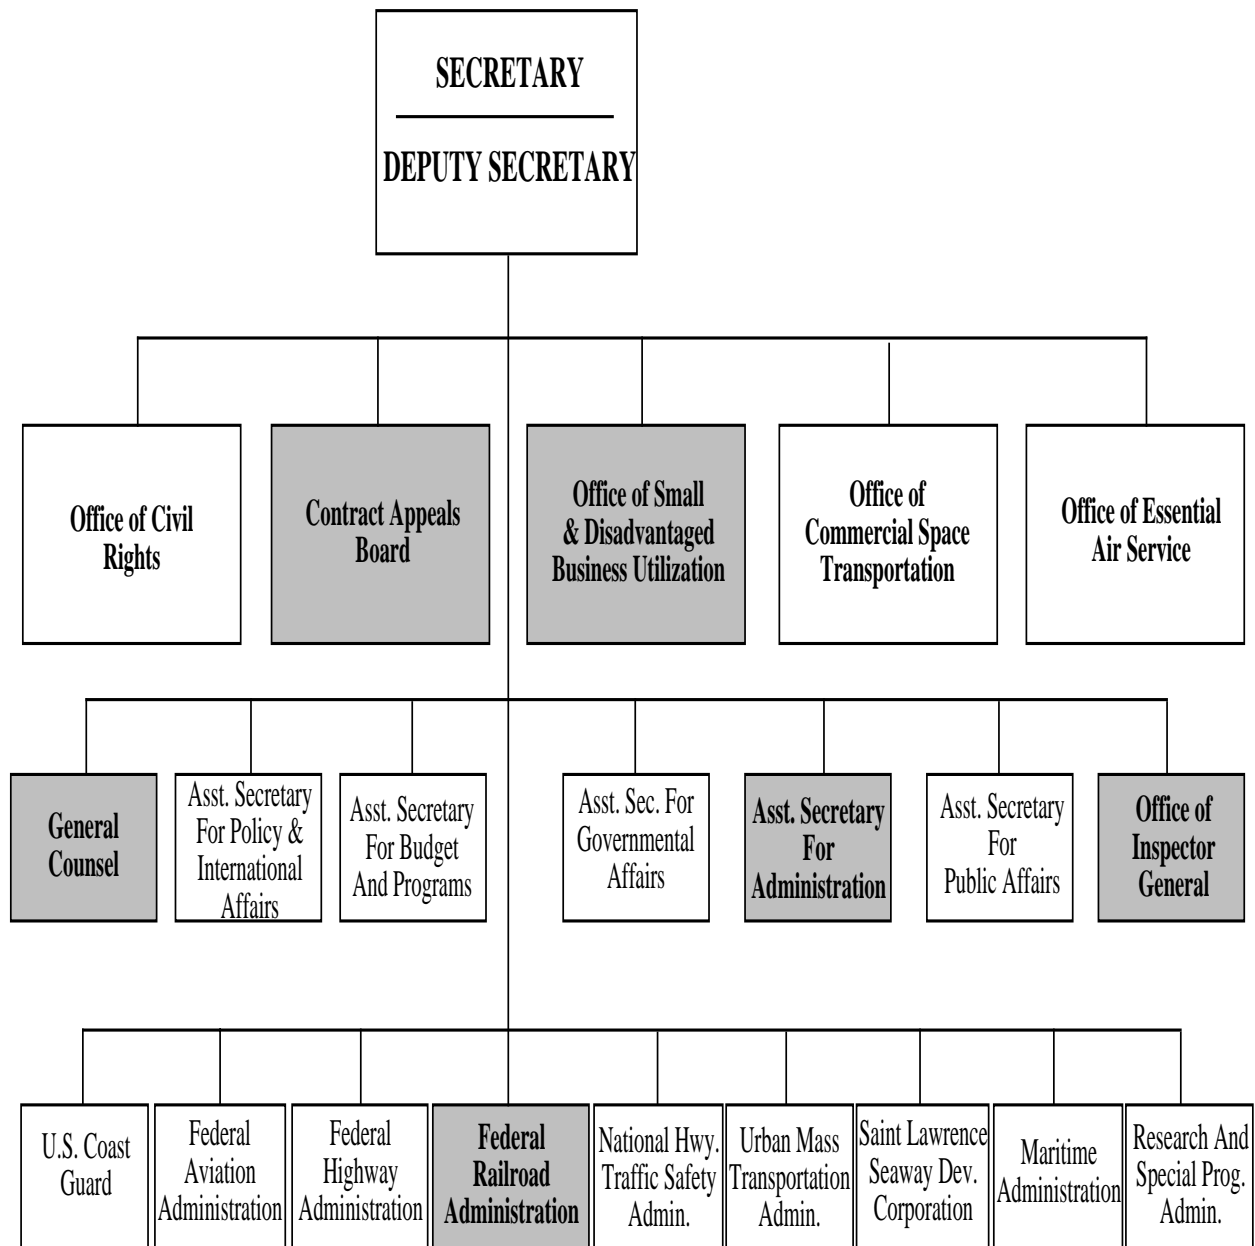 SECRETARY
DEPUTY SECRETARY
Office of Civil
Rights
Contract Appeals
Board
Office of Small
& Disadvantaged
Business Utilization
Office of
Commercial Space
Transportation
Office of Essential
Air Service
General
Counsel
Asst. Secretary
For Policy &
International
Affairs
Asst. Secretary
For Budget
And Programs
Asst. Sec. For
Governmental
Affairs
Asst. Secretary
For
Administration
Asst. Secretary
For
Public Affairs
Office of
Inspector
General
U.S. Coast
Guard
Federal
Aviation
Administration
Federal
Highway
Administration
Federal
Railroad
Administration
National Hwy.
Traffic Safety
Admin.
Urban Mass
Transportation
Admin.
Saint Lawrence
Seaway Dev.
Corporation
Maritime
Administration
Research And
Special Prog.
Admin.